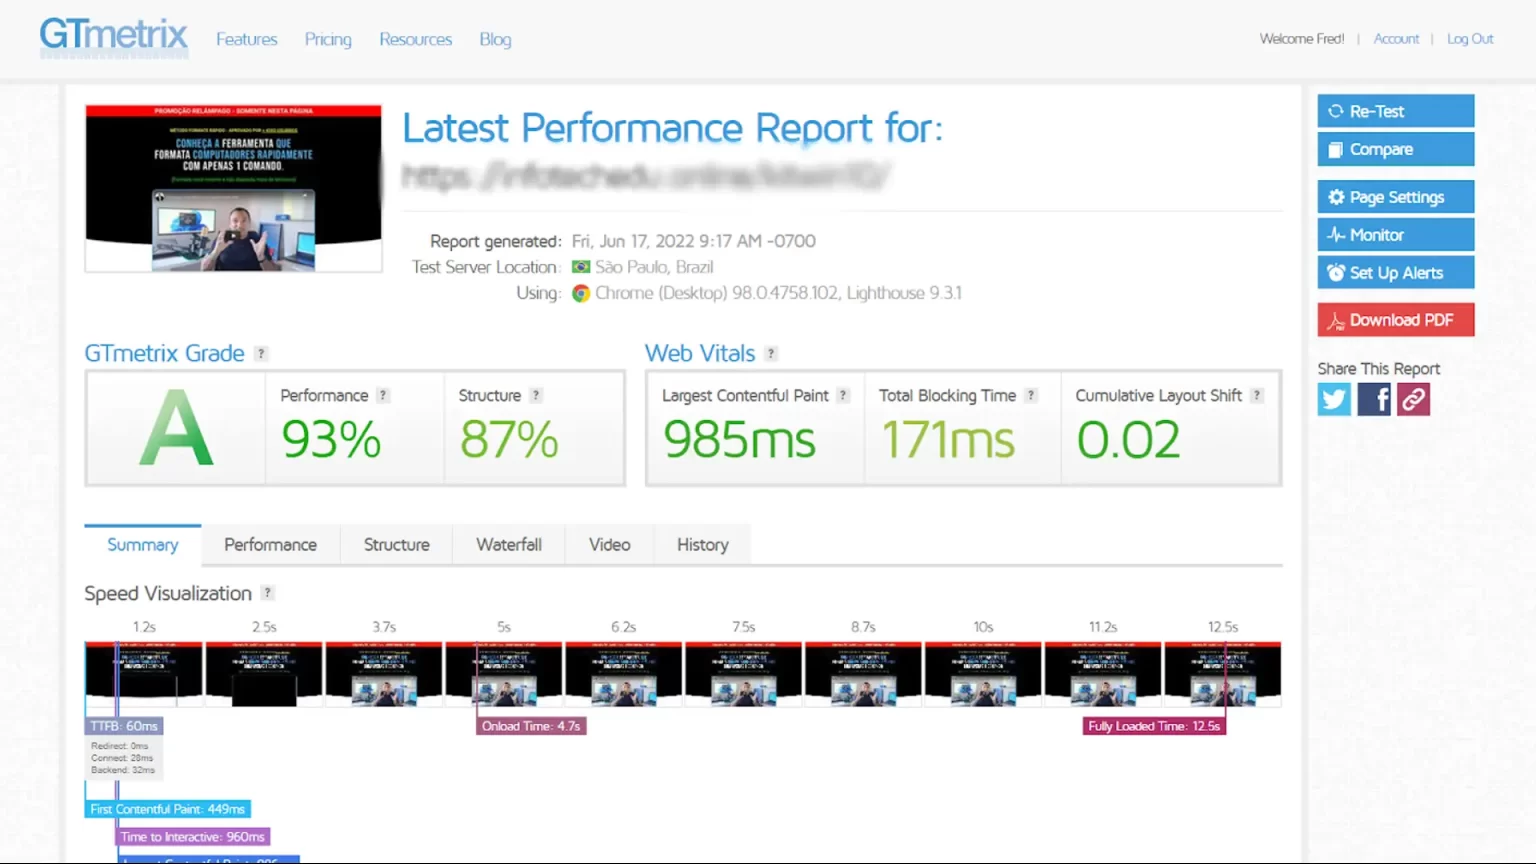 GTmetrix
Features Pricing Resources Blog
Welcome Fred! | Account | Log Out
PROMOÇÃO RELÂMPAGO - SOMENTE NESTA PÁGINA
CONHEÇA A FERRAMENTA QUE
FORMATA COMPUTADORES RAPIDAMENTE
COM APENAS 1 COMANDO.
Latest Performance Report for:
Report generated: Fri, Jun 17, 2022 9:17 AM -0700
Test Server Location: São Paulo, Brazil
Using: Chrome (Desktop) 98.0.4758.102, Lighthouse 9.3.1
Re-Test
Compare
Page Settings
Monitor
Set Up Alerts
Download PDF
Share This Report
GTmetrix Grade ?
A
Performance ?
93%
Structure ?
87%
Web Vitals ?
Largest Contentful Paint ?
985ms
Total Blocking Time ?
171ms
Cumulative Layout Shift ?
0.02
Summary Performance Structure Waterfall Video History
Speed Visualization ?
1.2s 2.5s 3.7s 5s 6.2s 7.5s 8.7s 10s 11.2s 12.5s
TTFB: 60ms
Redirect: 0ms
Connect: 28ms
Backend: 32ms
Onload Time: 4.7s
Fully Loaded Time: 12.5s
First Contentful Paint: 449ms
Time to Interactive: 960ms